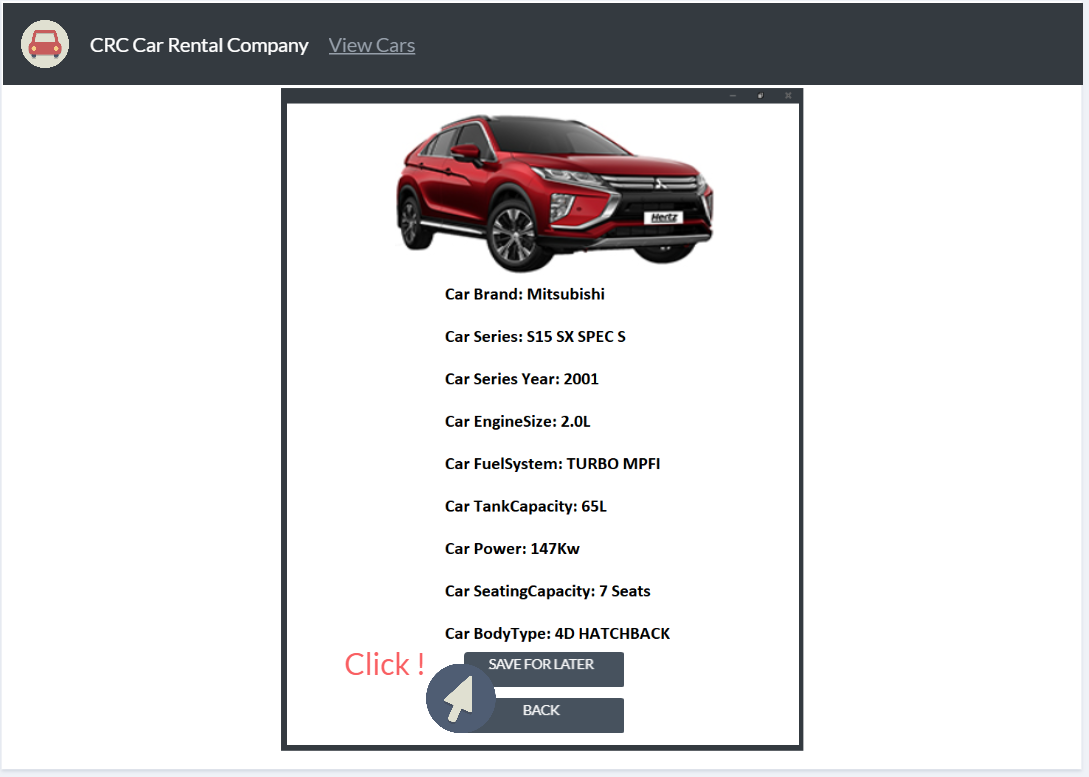 CRC Car Rental Company View Cars
Hertz
Car Brand: Mitsubishi
Car Series: S15 SX SPEC S
Car Series Year: 2001
Car EngineSize: 2.0L
Car FuelSystem: TURBO MPFI
Car TankCapacity: 65L
Car Power: 147Kw
Car SeatingCapacity: 7 Seats
Car BodyType: 4D HATCHBACK
Click ! SAVE FOR LATER
BACK